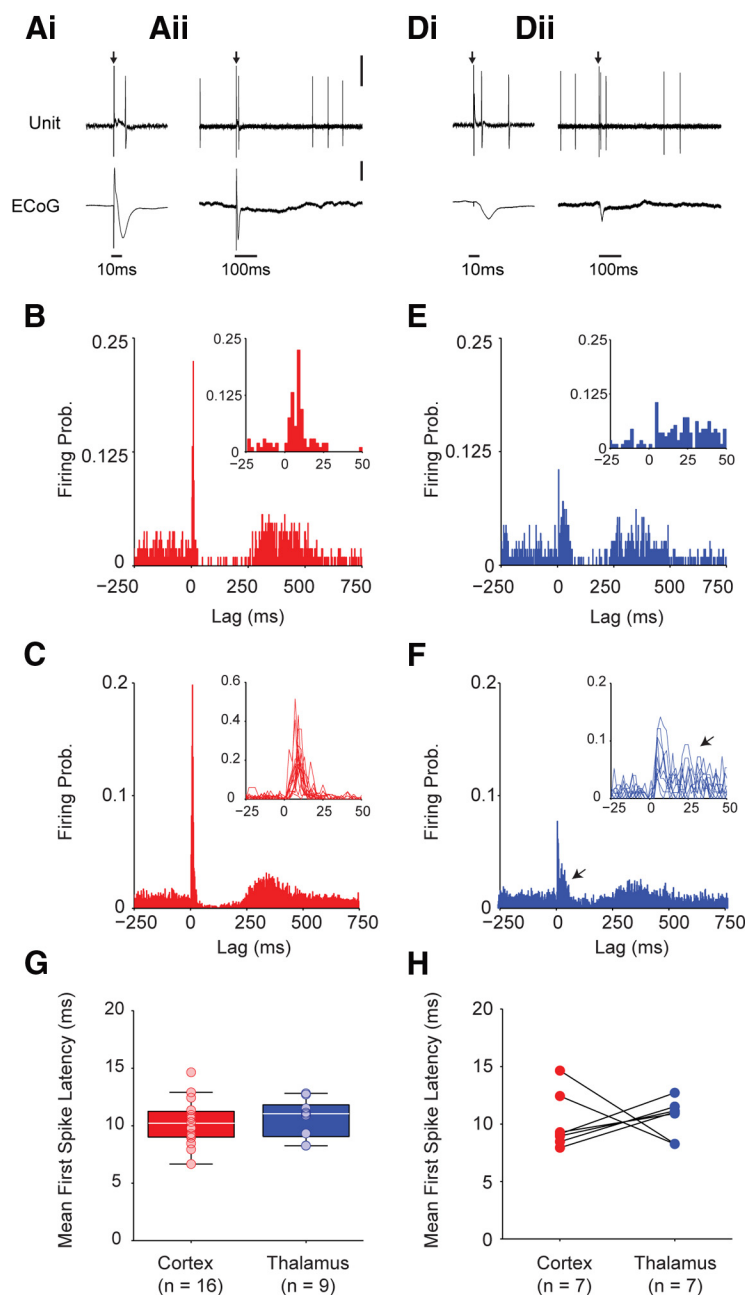 Ai Aii Di Dii
Unit
ECoG
10ms 100ms 10ms 100ms
B E
0.25 0.25 0.25 0.25
Firing Prob. Firing Prob.
0.125 0.125
0 0
−25 0 25 50 −25 0 25 50
0.125 0.125
0 0
−250 0 250 500 750 −250 0 250 500 750
Lag (ms) Lag (ms)
C F
0.2 0.6 0.2 0.2
0.4
0.2 0.1
0 0
−25 0 25 50 −25 0 25 50
Firing Prob. Firing Prob.
0.1 0.1
0 0
−250 0 250 500 750 −250 0 250 500 750
Lag (ms) Lag (ms)
G H
Mean First Spike Latency (ms) Mean First Spike Latency (ms)
20 20
15 15
10 10
5 5
0 0
Cortex Thalamus Cortex Thalamus
(n = 16) (n = 9) (n = 7) (n = 7)